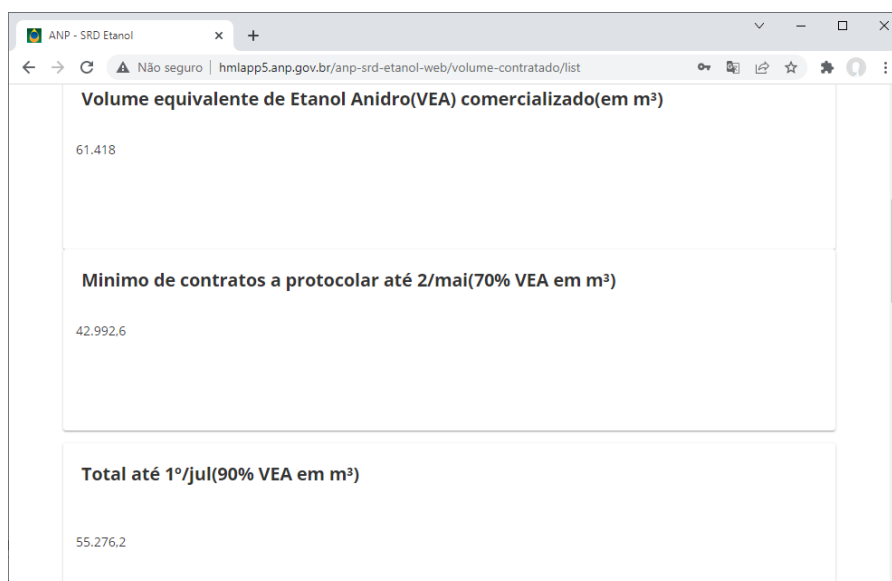 ANP - SRD Etanol
Não seguro | hmlapp5.anp.gov.br/anp-srd-etanol-web/volume-contratado/list
Volume equivalente de Etanol Anidro(VEA) comercializado(em m³)
61.418
Minimo de contratos a protocolar até 2/mai(70% VEA em m³)
42.992,6
Total até 1º/jul(90% VEA em m³)
55.276,2